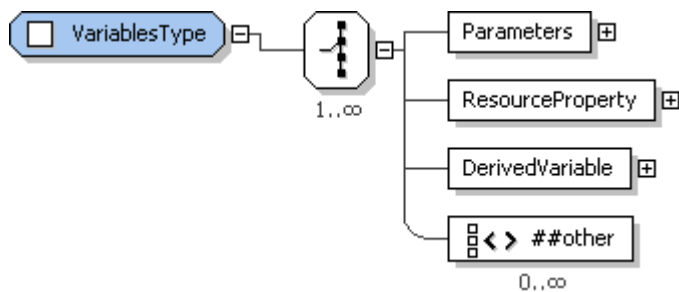 VariablesType
1..∞
Parameters
ResourceProperty
DerivedVariable
##other
0..∞